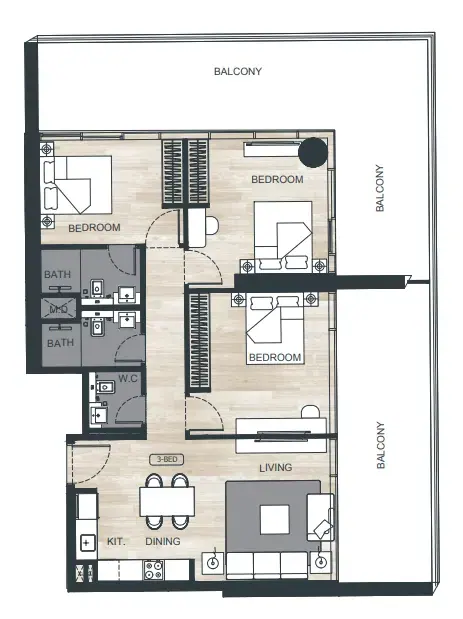 BALCONY
BEDROOM
BALCONY
BEDROOM
BATH
M.D
BATH
BEDROOM
W.C
3-BED
LIVING
BALCONY
KIT.
DINING